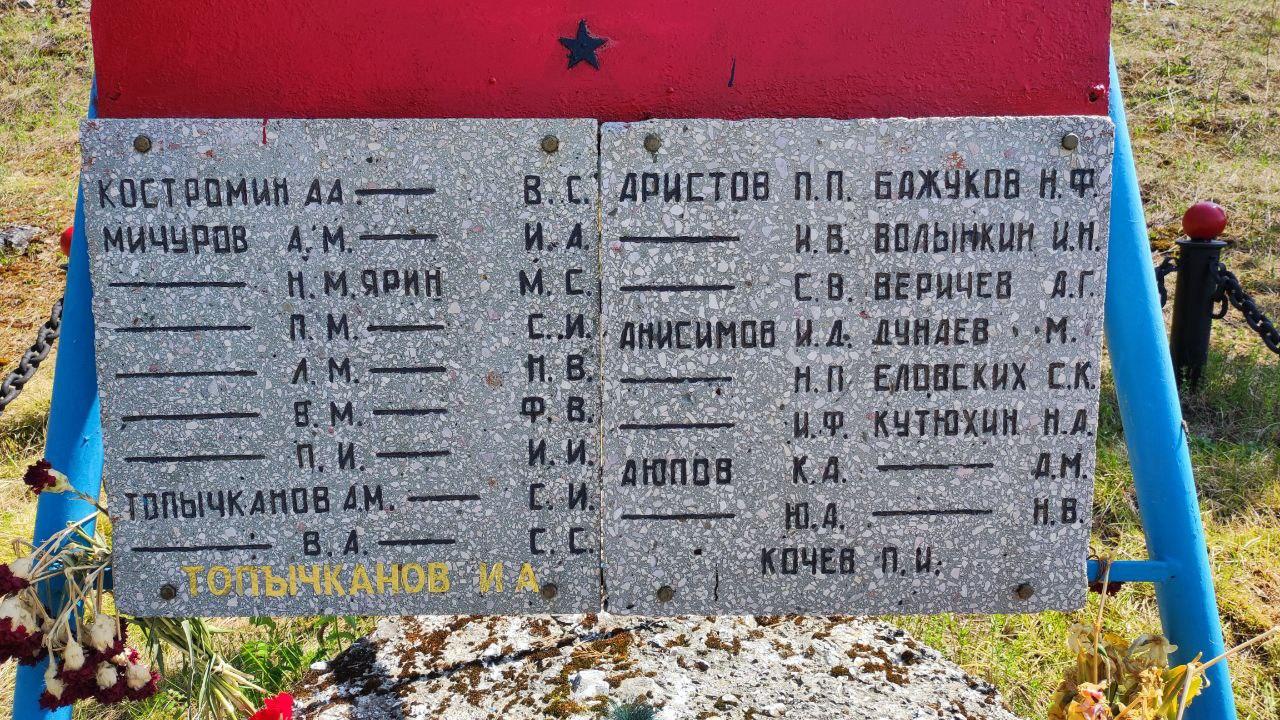 КОСТРОМИН А А. —— В. С. АРИСТОВ П. П. БАЖУКОВ Н. Ф.
МИЧУРОВ А. М. —— И. А. —— И. В. ВОЛЫНКИН И. Н.
—— Н. М. ЯРИН М. С. —— С. В. ВЕРИЧЕВ А. Г.
—— П. М. —— С. И. АНИСИМОВ И. Д. ДУНАЕВ М.
—— Л. М. —— Н. В. —— Н. П ЕЛОВСКИХ С. К.
—— В. М. —— Ф. В. —— И. Ф. КУТЮХИН Н. А.
—— П. И. —— И. И. АЮПОВ К. А. —— Д. М.
ТОПЫЧКАНОВ А. М. —— С. И. —— Ю. А. —— Н. В.
—— В. А. —— С. С. КОЧЕВ П. И.
ТОПЫЧКАНОВ И А